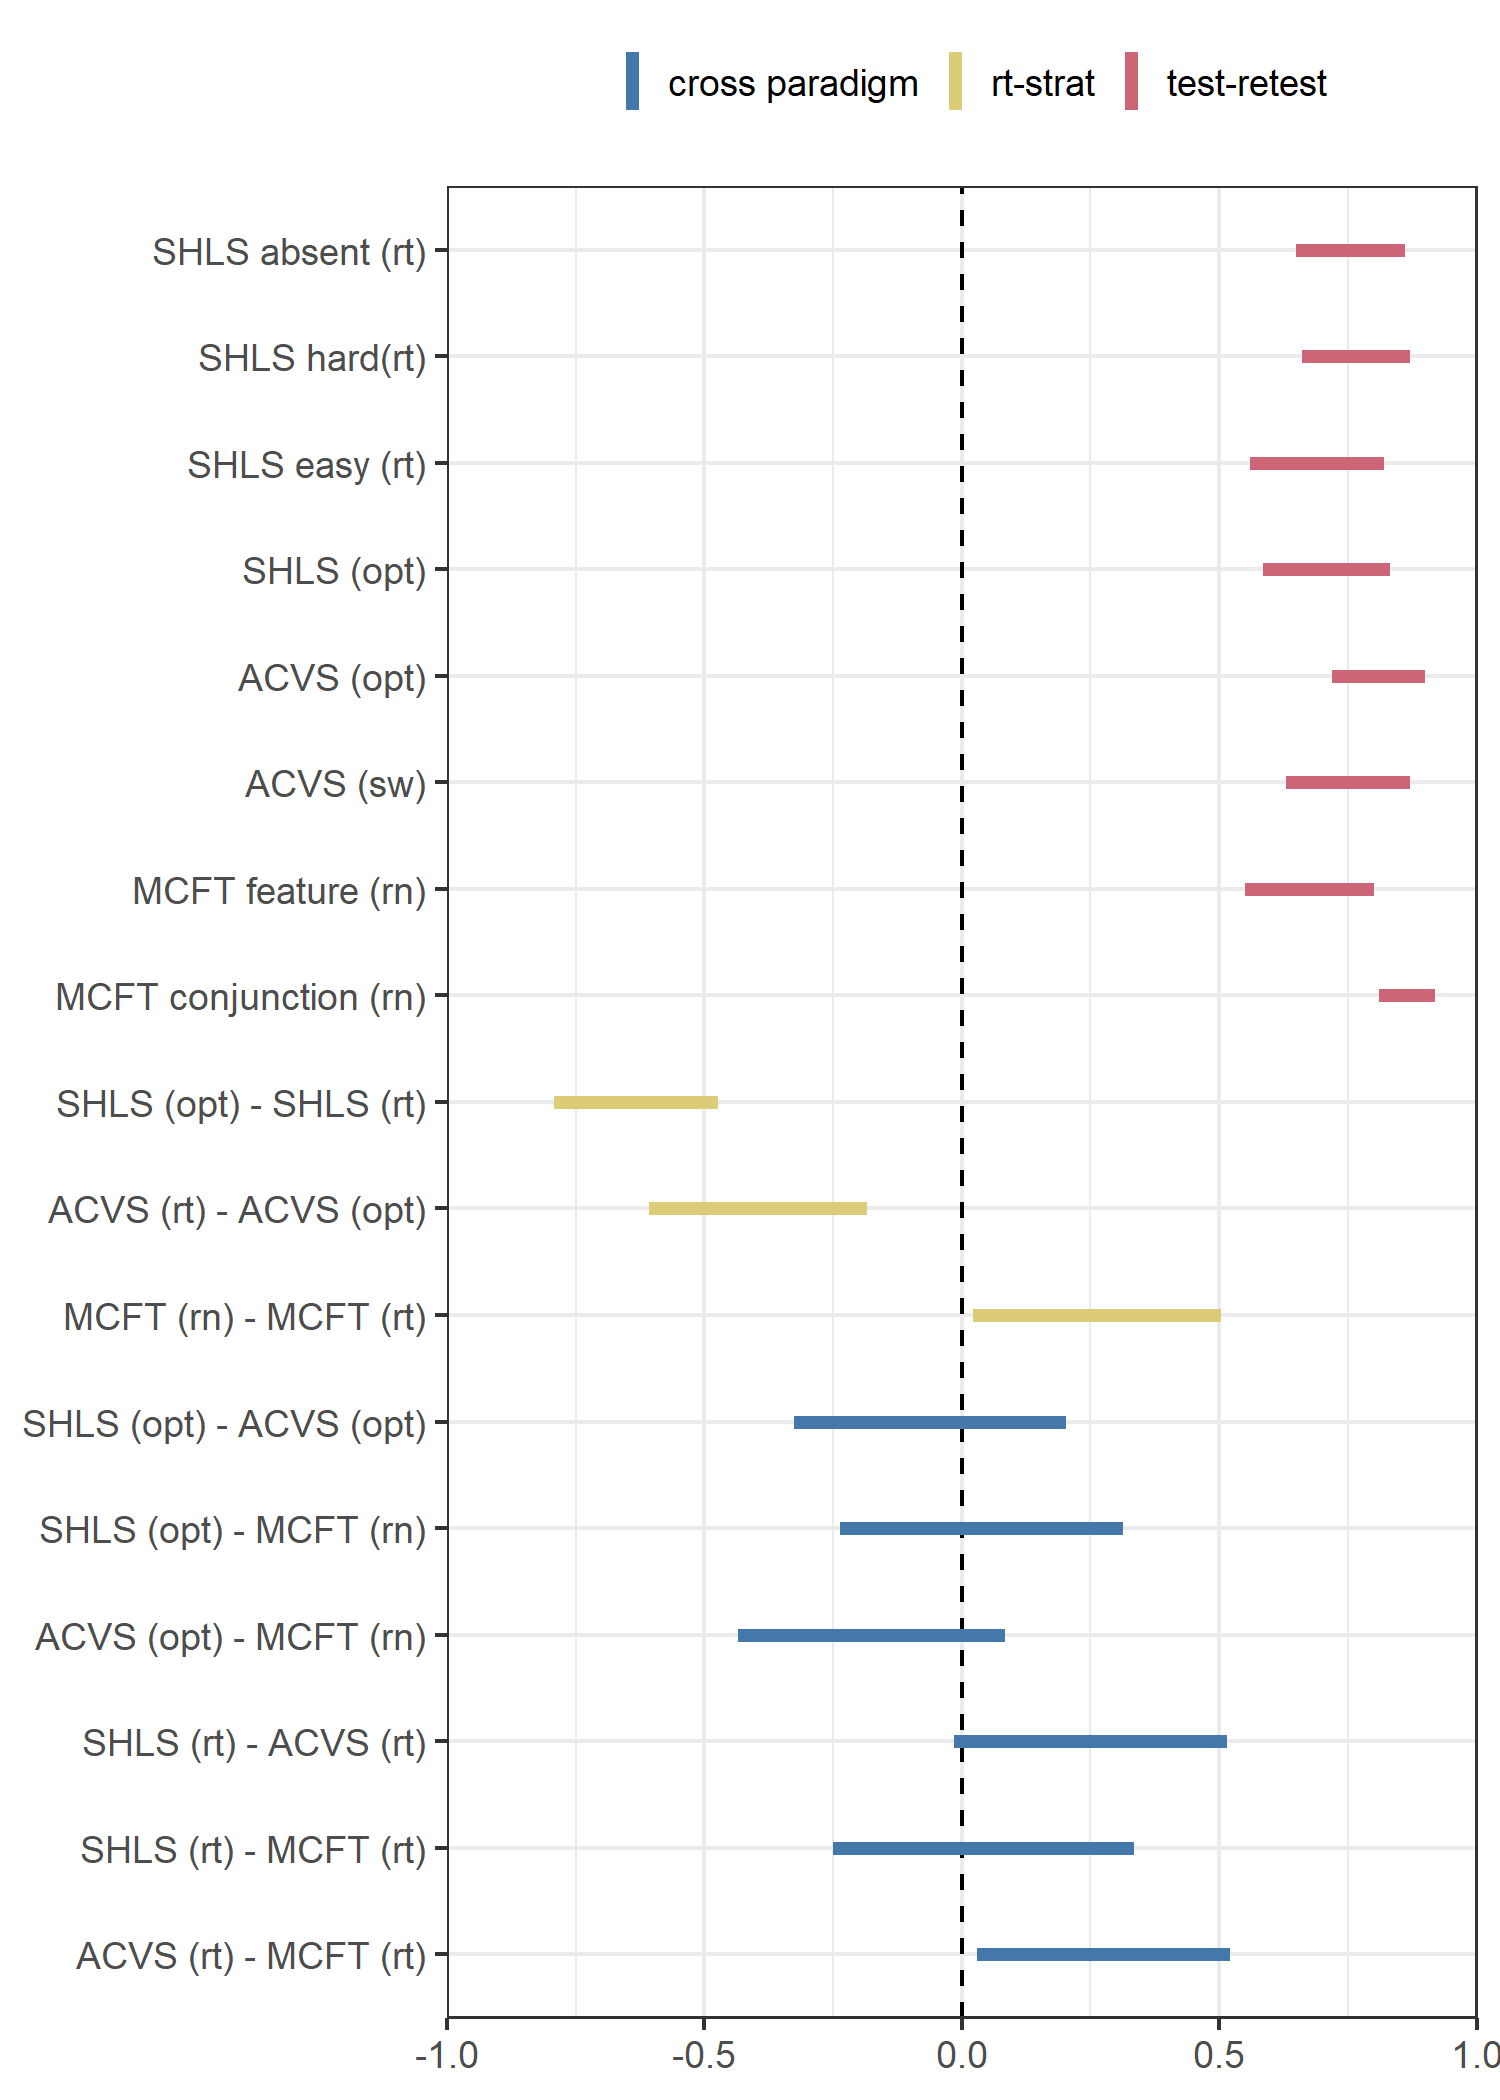 cross paradigm rt-strat test-retest
SHLS absent (rt)
SHLS hard(rt)
SHLS easy (rt)
SHLS (opt)
ACVS (opt)
ACVS (sw)
MCFT feature (rn)
MCFT conjunction (rn)
SHLS (opt) - SHLS (rt)
ACVS (rt) - ACVS (opt)
MCFT (rn) - MCFT (rt)
SHLS (opt) - ACVS (opt)
SHLS (opt) - MCFT (rn)
ACVS (opt) - MCFT (rn)
SHLS (rt) - ACVS (rt)
SHLS (rt) - MCFT (rt)
ACVS (rt) - MCFT (rt)
-1.0 -0.5 0.0 0.5 1.0